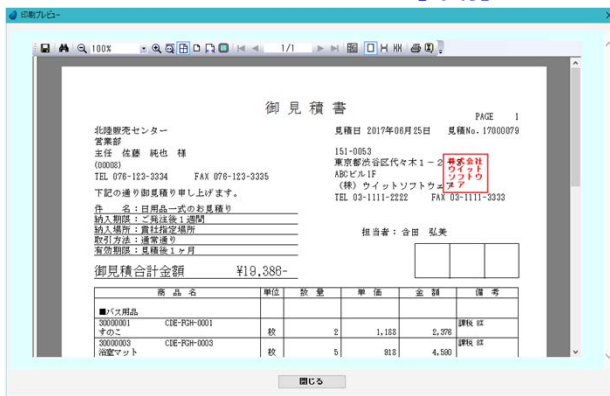 印刷プレビュー
100%
1/1
御見積書
PAGE 1
北陸販売センター
営業部
主任 佐藤 純也 様
(00008)
TEL 076-123-3334 FAX 076-123-3335
下記の通り御見積り申し上げます。
見積日 2017年06月25日 見積No. 17000079
151-0053
東京都渋谷区代々木1-2
ABCビル1F
(株) ウイットソフトウェア
TEL 03-1111-2222 FAX 03-1111-3333
株式会社
ウイット
ソフトウ
ェア
件 名:日用品一式のお見積り
納入期限:ご発注後1週間
納入場所:貴社指定場所
取引方法:通常通り
有効期限:見積後1ヶ月
担当者: 合田 弘美
御見積合計金額 ¥19,386-
商 品 名 単位 数 量 単 価 金 額 備 考
■バス用品
30000001 CDE-FGH-0001 課税 8%
すのこ 枚 2 1,188 2,376
30000003 CDE-FGH-0003 課税 8%
浴室マット 枚 5 918 4,590
閉じる